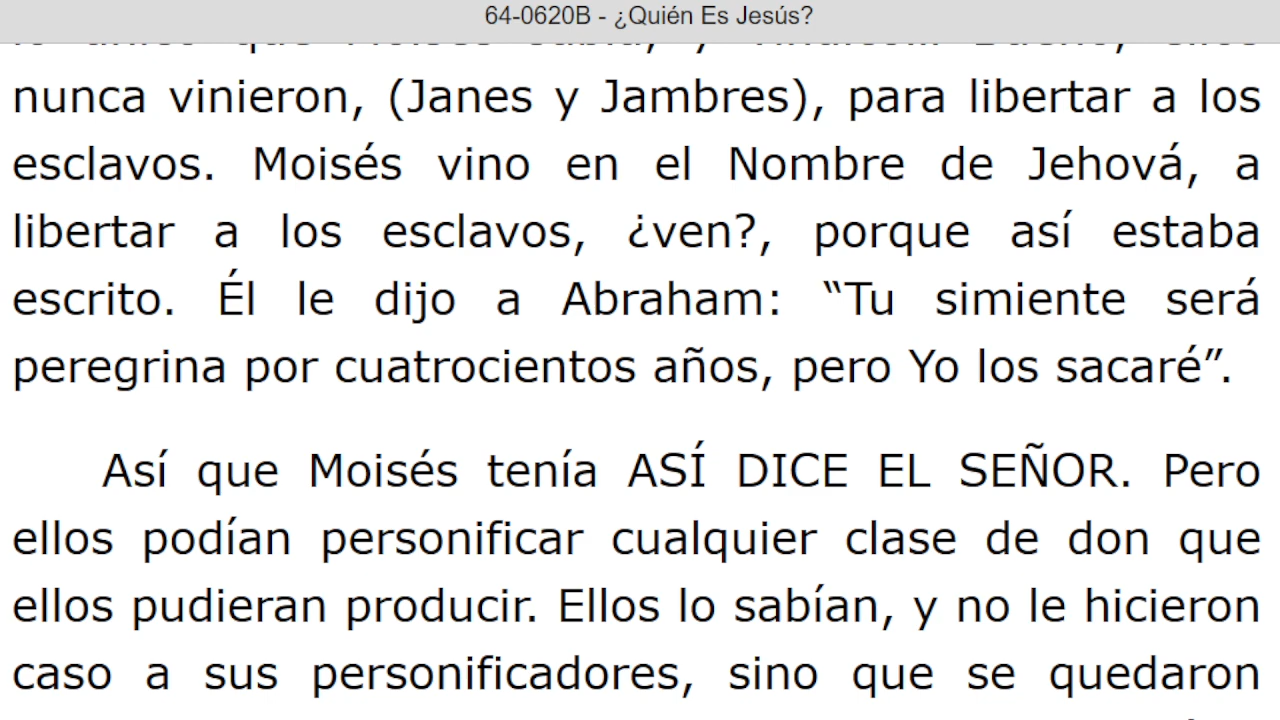 64-0620B - ¿Quién Es Jesús?
nunca vinieron, (Janes y Jambres), para libertar a los
esclavos. Moisés vino en el Nombre de Jehová, a
libertar a los esclavos, ¿ven?, porque así estaba
escrito. Él le dijo a Abraham: “Tu simiente será
peregrina por cuatrocientos años, pero Yo los sacaré”.
Así que Moisés tenía ASÍ DICE EL SEÑOR. Pero
ellos podían personificar cualquier clase de don que
ellos pudieran producir. Ellos lo sabían, y no le hicieron
caso a sus personificadores, sino que se quedaron